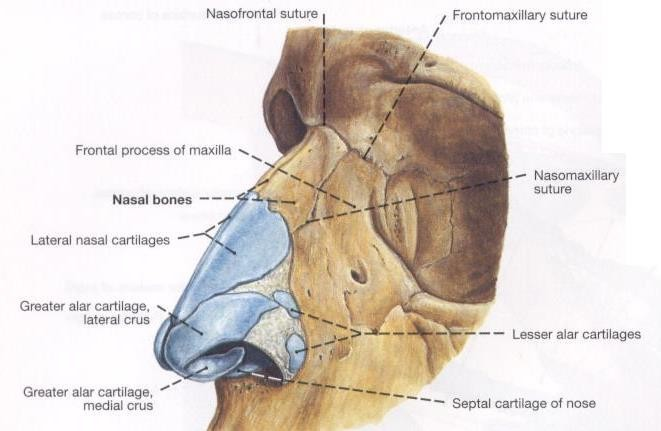 Nasofrontal suture
Frontomaxillary suture
Frontal process of maxilla
Nasomaxillary
suture
Nasal bones
Lateral nasal cartilages
Greater alar cartilage,
lateral crus
Lesser alar cartilages
Greater alar cartilage,
medial crus
Septal cartilage of nose